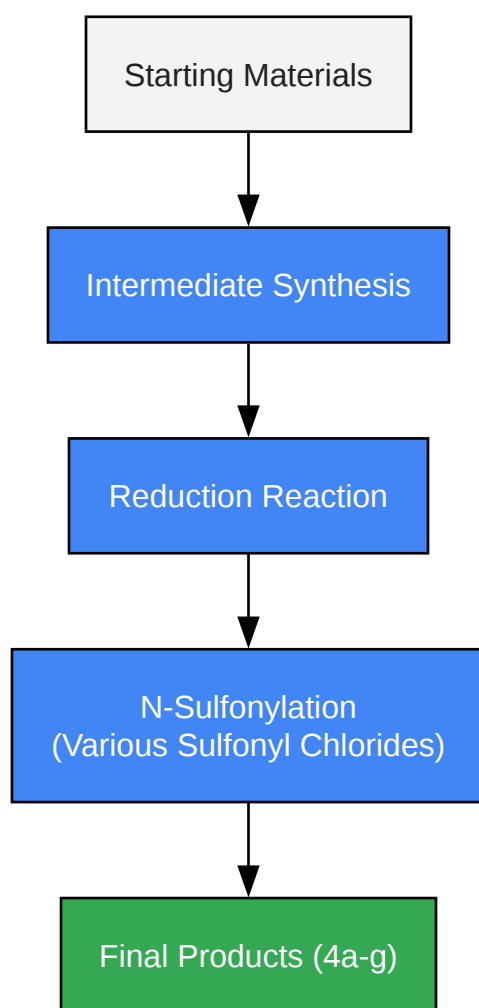 Starting Materials
Intermediate Synthesis
Reduction Reaction
N-Sulfonylation
(Various Sulfonyl Chlorides)
Final Products (4a-g)